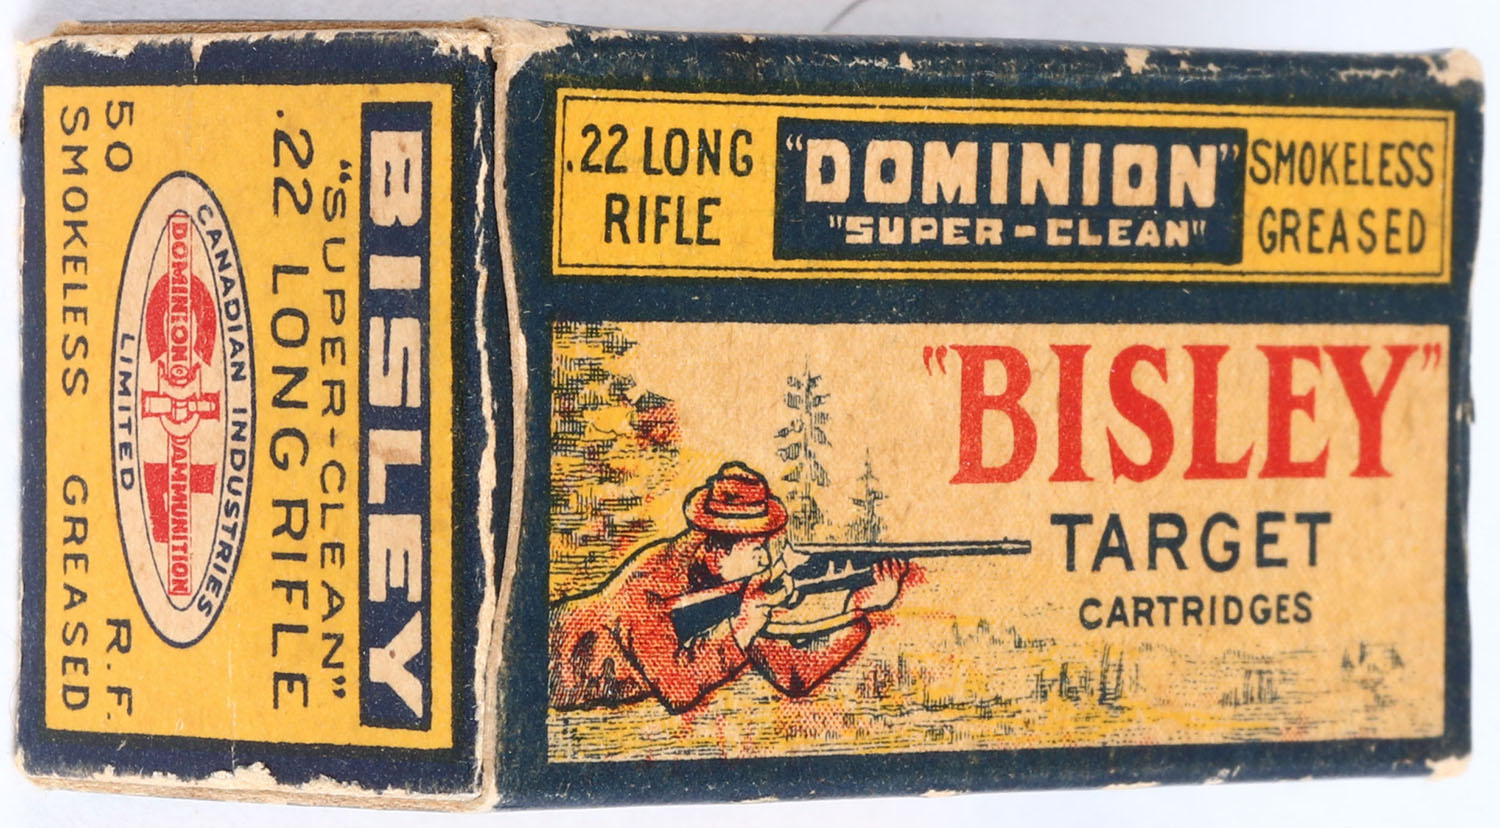 .22 LONG
RIFLE
"DOMINION"
"SUPER-CLEAN"
SMOKELESS
GREASED
"BISLEY"
TARGET
CARTRIDGES
BISLEY
"SUPER-CLEAN"
.22 LONG RIFLE
CANADIAN INDUSTRIES
DOMINION AMMUNITION
LIMITED
50 R.F.
SMOKELESS GREASED